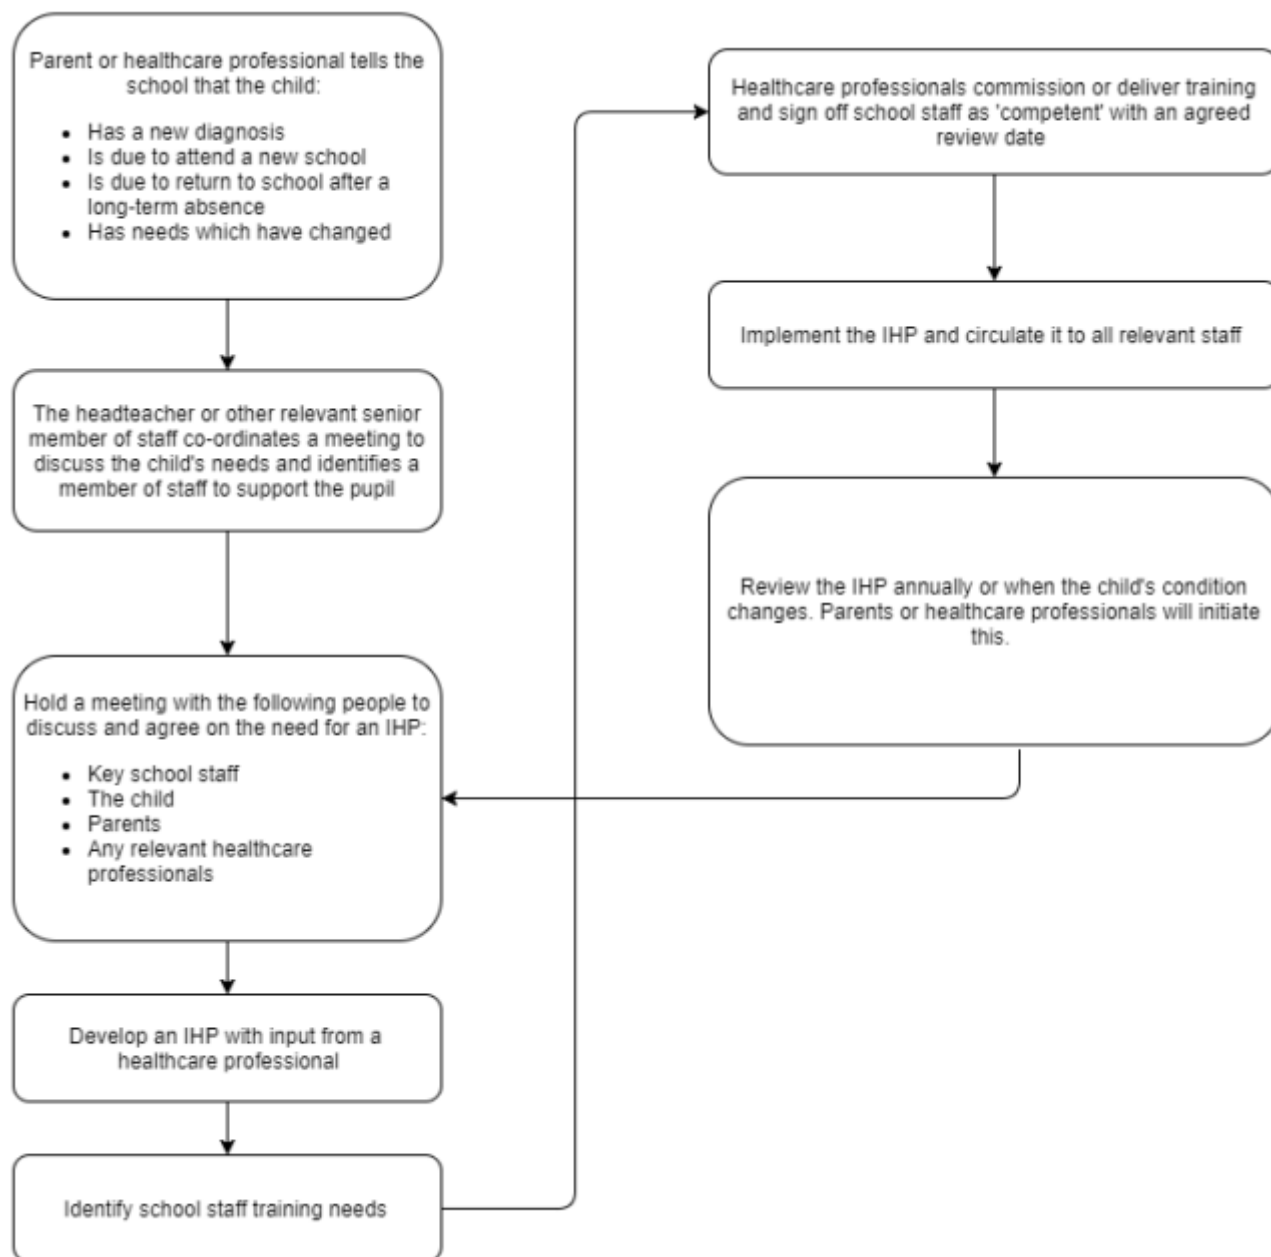 Parent or healthcare professional tells the
school that the child:
• Has a new diagnosis
• Is due to attend a new school
• Is due to return to school after a
long-term absence
• Has needs which have changed
The headteacher or other relevant senior
member of staff co-ordinates a meeting to
discuss the child's needs and identifies a
member of staff to support the pupil
Hold a meeting with the following people to
discuss and agree on the need for an IHP:
• Key school staff
• The child
• Parents
• Any relevant healthcare
professionals
Develop an IHP with input from a
healthcare professional
Identify school staff training needs
Healthcare professionals commission or deliver training
and sign off school staff as 'competent' with an agreed
review date
Implement the IHP and circulate it to all relevant staff
Review the IHP annually or when the child's condition
changes. Parents or healthcare professionals will initiate
this.